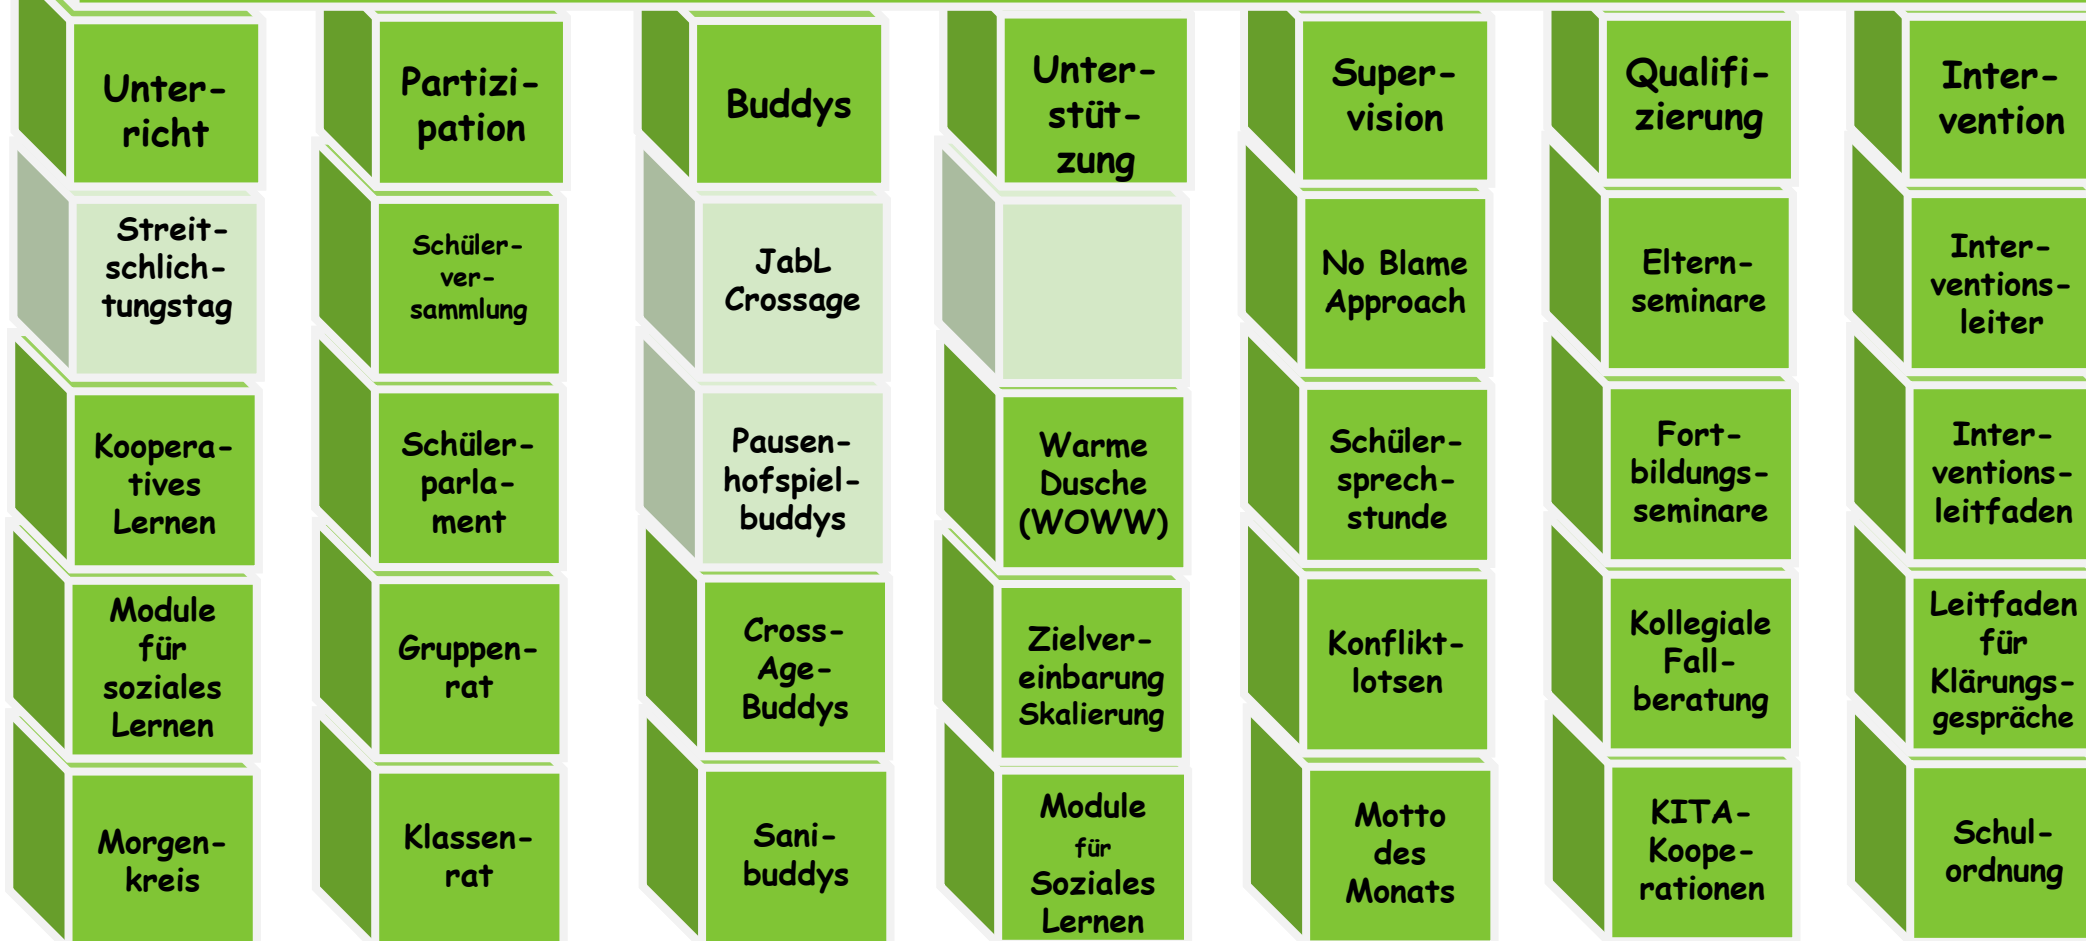 Unter-
richt
Streit-
schlich-
tungstag
Koopera-
tives
Lernen
Module
für
soziales
Lernen
Morgen-
kreis
Partizi-
pation
Schüler-
ver-
sammlung
Schüler-
parla-
ment
Gruppen-
rat
Klassen-
rat
Buddys
JabL
Crossage
Pausen-
hofspiel-
buddys
Cross-
Age-
Buddys
Sani-
buddys
Unter-
stüt-
zung
Warme
Dusche
(WOWW)
Zielver-
einbarung
Skalierung
Module
für
Soziales
Lernen
Super-
vision
No Blame
Approach
Schüler-
sprech-
stunde
Konflikt-
lotsen
Motto
des
Monats
Qualifi-
zierung
Eltern-
seminare
Fort-
bildungs-
seminare
Kollegiale
Fall-
beratung
KITA-
Koope-
rationen
Inter-
vention
Inter-
ventions-
leiter
Inter-
ventions-
leitfaden
Leitfaden
für
Klärungs-
gespräche
Schul-
ordnung